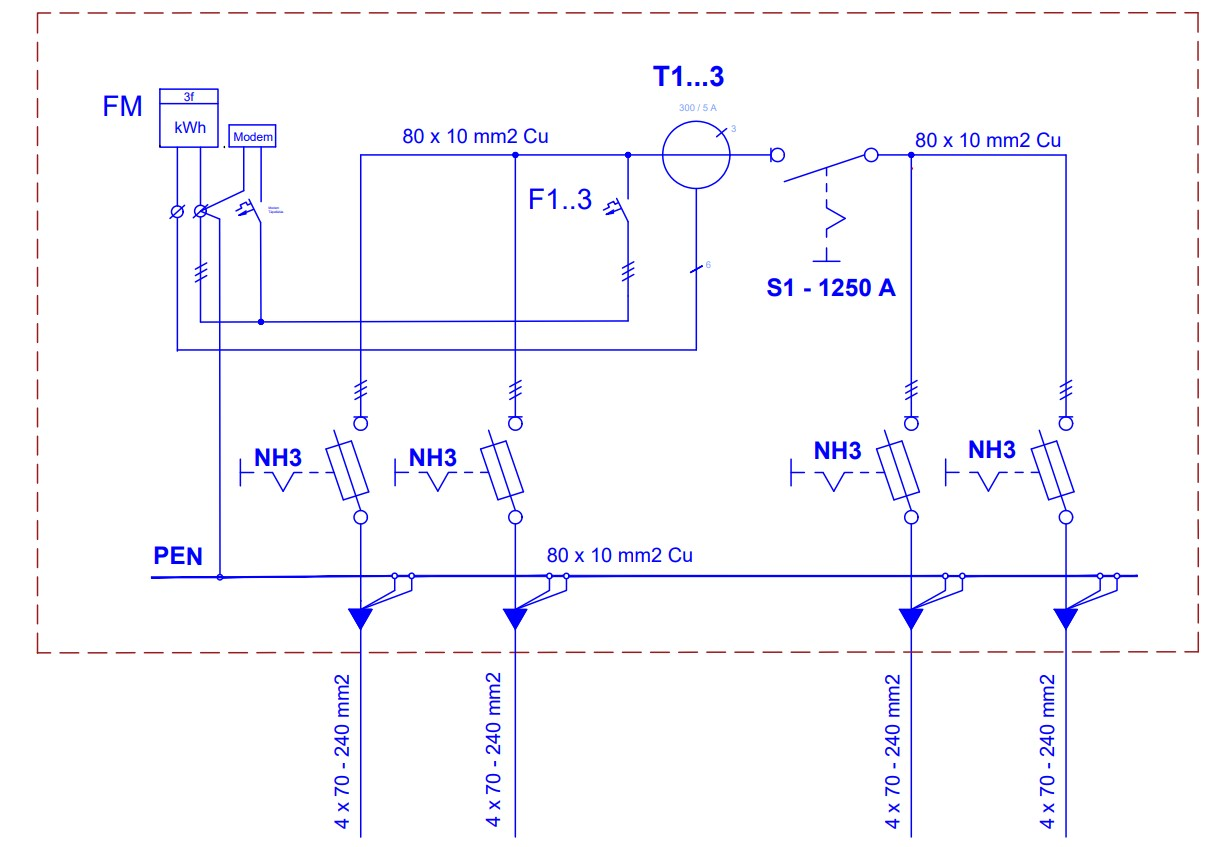 T1...3
3f
FM
300 / 5 A
kWh
Modem
3
80 x 10 mm2 Cu
80 x 10 mm2 Cu
F1..3
6
S1 - 1250 A
NH3
NH3
NH3
NH3
PEN
80 x 10 mm2 Cu
4 x 70 - 240 mm2
4 x 70 - 240 mm2
4 x 70 - 240 mm2
4 x 70 - 240 mm2